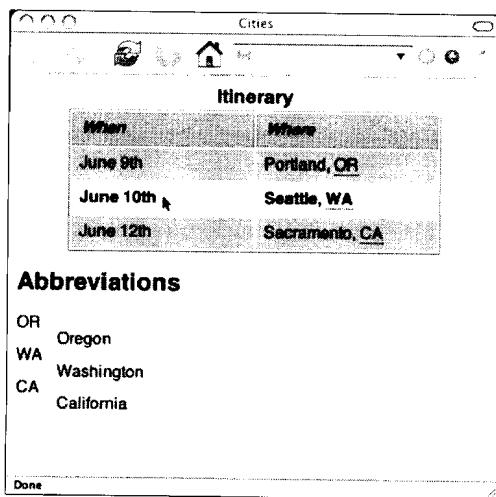 Cities
Itinerary
When Where
June 9th Portland, OR
June 10th Seattle, WA
June 12th Sacramento, CA
Abbreviations
OR
Oregon
WA
Washington
CA
California
Done